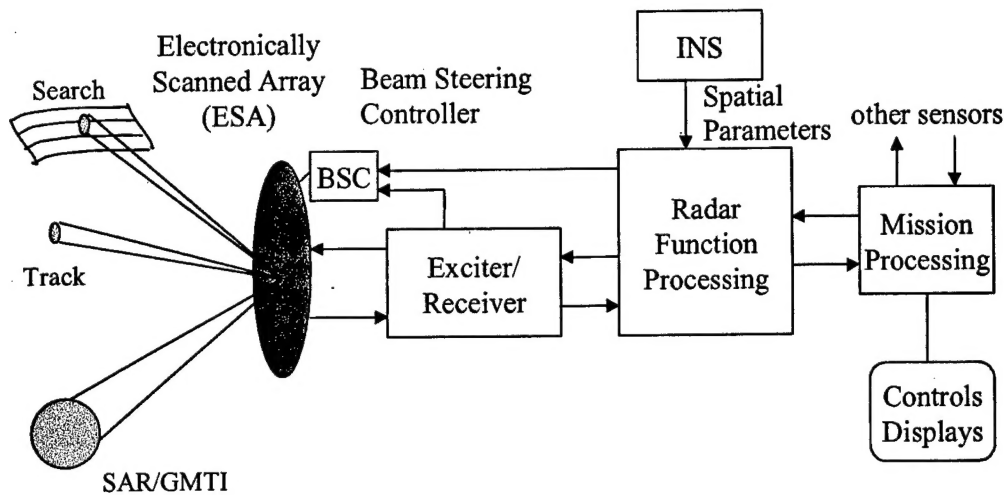 Electronically
Scanned Array
(ESA)
Search
Beam Steering
Controller
INS
Spatial
Parameters
other sensors
BSC
Radar
Function
Processing
Mission
Processing
Exciter/
Receiver
Track
Controls
Displays
SAR/GMTI